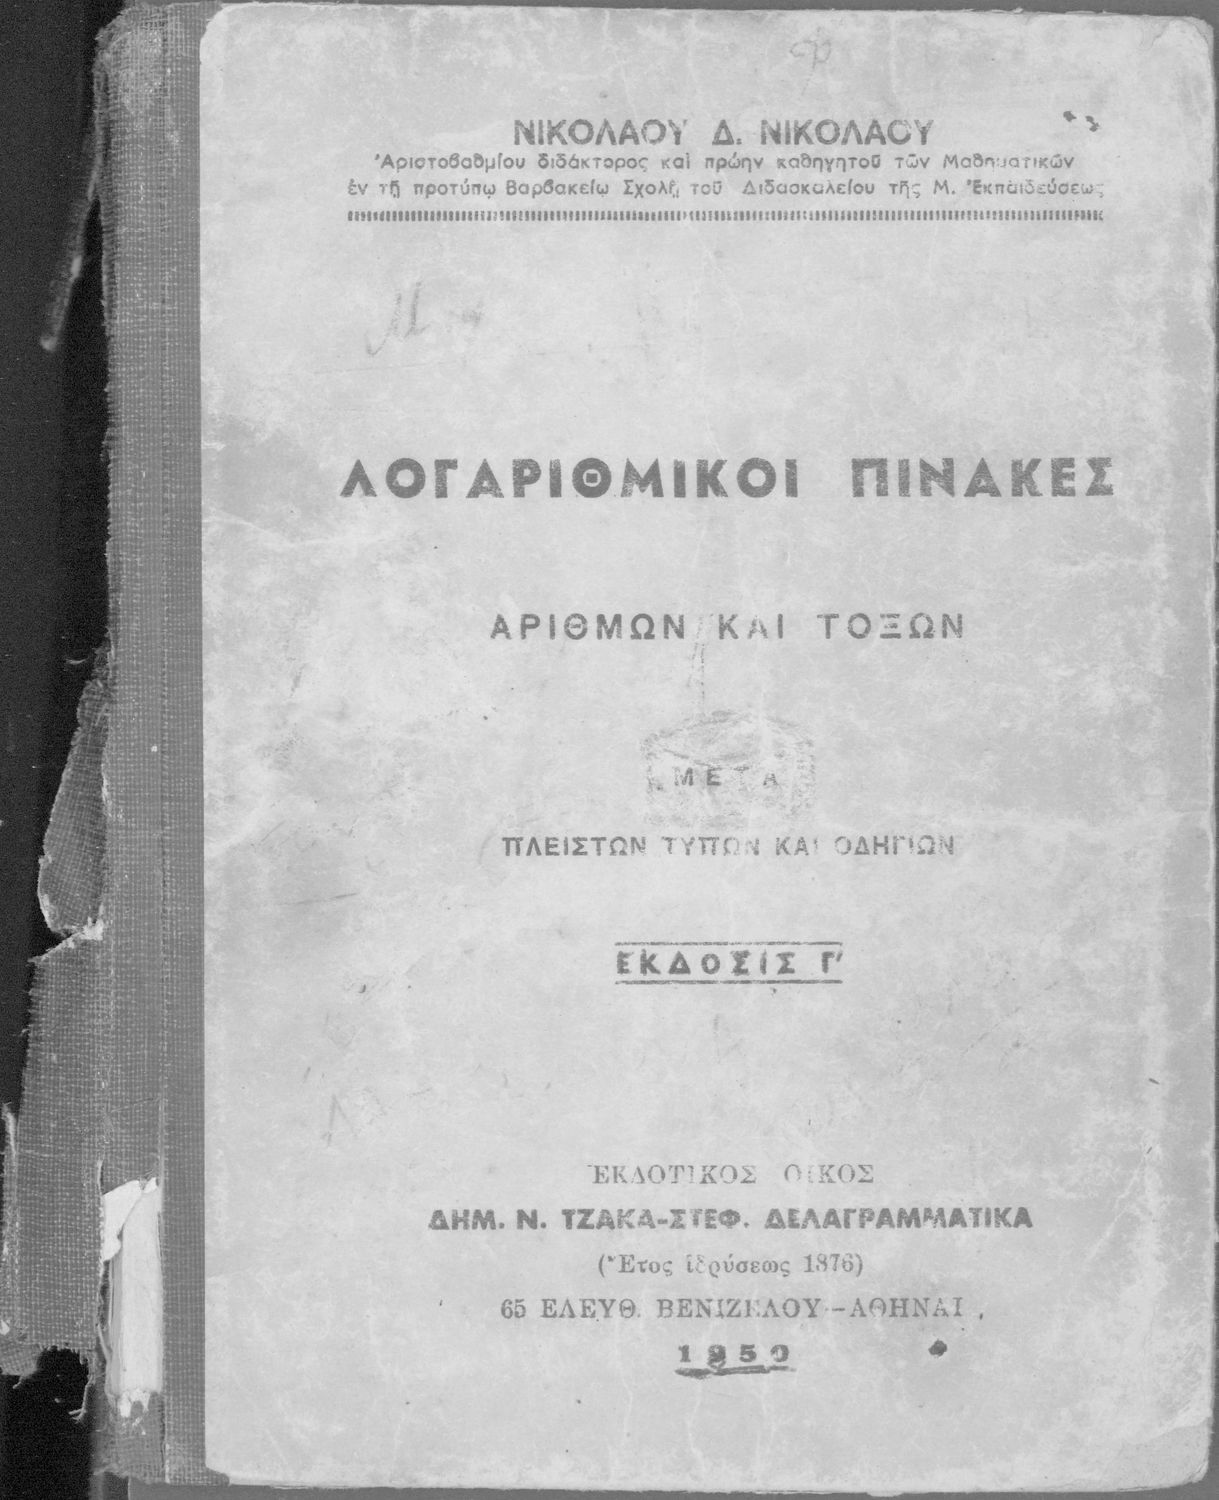 ΝΙΚΟΛΑΟΥ Δ. ΝΙΚΟΛΑΟΥ
Ἀριστοβαθμίου διδάκτορος καὶ πρώην καθηγητοῦ τῶν Μαθηματικῶν
ἐν τῇ προτύπῳ Βαρβακείῳ Σχολῇ τοῦ Διδασκαλείου τῆς Μ. Ἐκπαιδεύσεως
ΛΟΓΑΡΙΘΜΙΚΟΙ ΠΙΝΑΚΕΣ
ΑΡΙΘΜΩΝ ΚΑΙ ΤΟΞΩΝ
ΜΕΤΑ
ΠΛΕΙΣΤΩΝ ΤΥΠΩΝ ΚΑΙ ΟΔΗΓΙΩΝ
ΕΚΔΟΣΙΣ Γ′
ΕΚΔΟΤΙΚΟΣ ΟΙΚΟΣ
ΔΗΜ. Ν. ΤΖΑΚΑ-ΣΤΕΦ. ΔΕΛΑΓΡΑΜΜΑΤΙΚΑ
(Ἔτος ἱδρύσεως 1876)
65 ΕΛΕΥΘ. ΒΕΝΙΖΕΛΟΥ-ΑΘΗΝΑΙ
1950